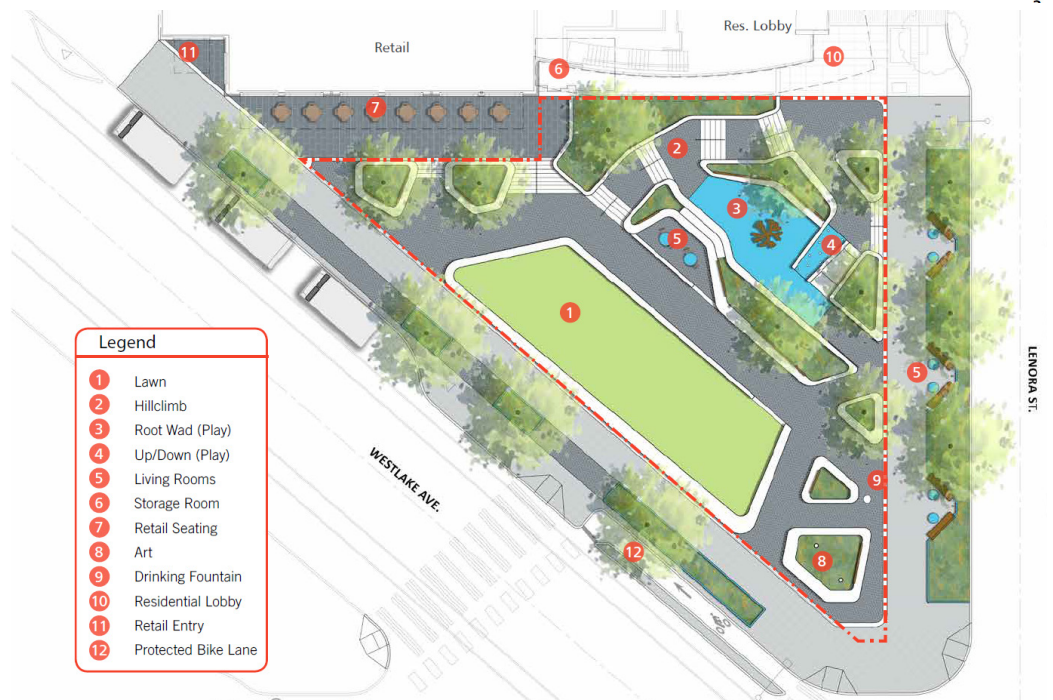 Retail
Res. Lobby
11
6
10
7
2
3
5
4
1
5
9
8
12
LENORA ST.
WESTLAKE AVE.
Legend
1 Lawn
2 Hillclimb
3 Root Wad (Play)
4 Up/Down (Play)
5 Living Rooms
6 Storage Room
7 Retail Seating
8 Art
9 Drinking Fountain
10 Residential Lobby
11 Retail Entry
12 Protected Bike Lane